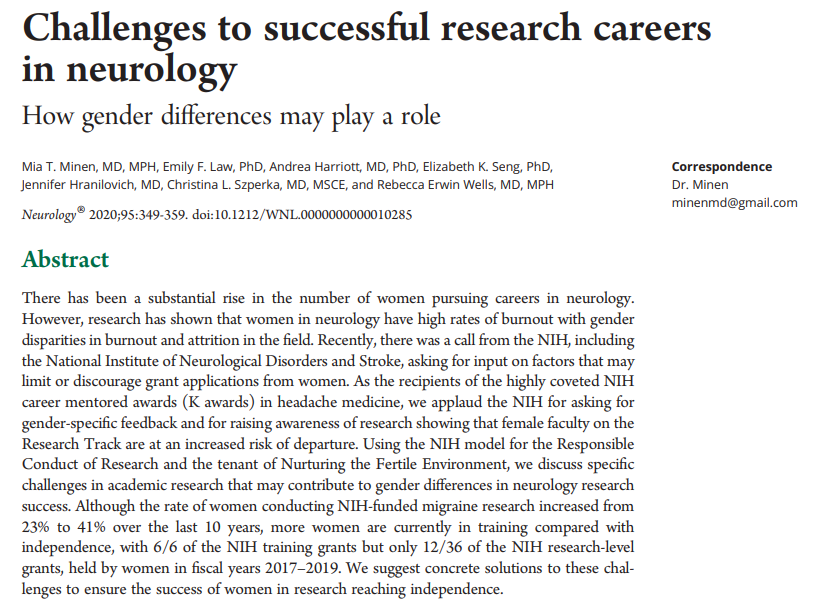 Challenges to successful research careers
in neurology
How gender differences may play a role
Mia T. Minen, MD, MPH, Emily F. Law, PhD, Andrea Harriott, MD, PhD, Elizabeth K. Seng, PhD,
Jennifer Hranilovich, MD, Christina L. Szperka, MD, MSCE, and Rebecca Erwin Wells, MD, MPH
Neurology® 2020;95:349-359. doi:10.1212/WNL.0000000000010285
Correspondence
Dr. Minen
minenmd@gmail.com
Abstract
There has been a substantial rise in the number of women pursuing careers in neurology.
However, research has shown that women in neurology have high rates of burnout with gender
disparities in burnout and attrition in the field. Recently, there was a call from the NIH, including
the National Institute of Neurological Disorders and Stroke, asking for input on factors that may
limit or discourage grant applications from women. As the recipients of the highly coveted NIH
career mentored awards (K awards) in headache medicine, we applaud the NIH for asking for
gender-specific feedback and for raising awareness of research showing that female faculty on the
Research Track are at an increased risk of departure. Using the NIH model for the Responsible
Conduct of Research and the tenant of Nurturing the Fertile Environment, we discuss specific
challenges in academic research that may contribute to gender differences in neurology research
success. Although the rate of women conducting NIH-funded migraine research increased from
23% to 41% over the last 10 years, more women are currently in training compared with
independence, with 6/6 of the NIH training grants but only 12/36 of the NIH research-level
grants, held by women in fiscal years 2017–2019. We suggest concrete solutions to these chal-
lenges to ensure the success of women in research reaching independence.